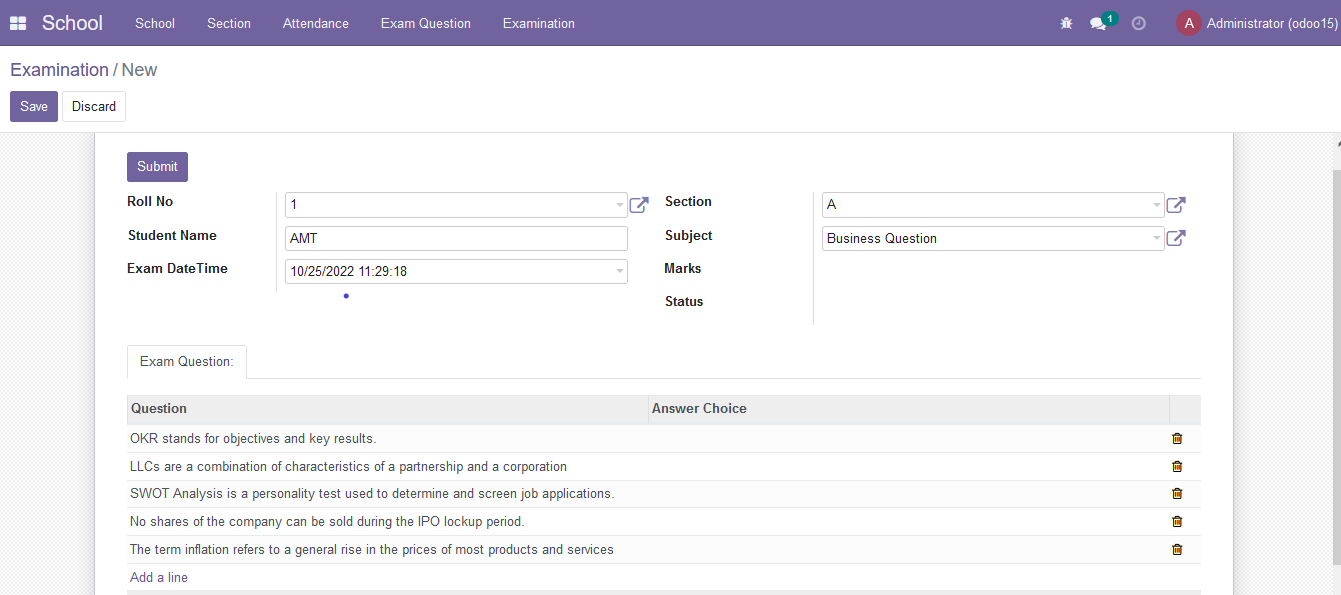 School School Section Attendance Exam Question Examination 1 A Administrator (odoo15)
Examination / New
Save Discard
Submit
Roll No 1 Section A
Student Name AMT Subject Business Question
Exam DateTime 10/25/2022 11:29:18 Marks
Status
Exam Question:
Question Answer Choice
OKR stands for objectives and key results.
LLCs are a combination of characteristics of a partnership and a corporation
SWOT Analysis is a personality test used to determine and screen job applications.
No shares of the company can be sold during the IPO lockup period.
The term inflation refers to a general rise in the prices of most products and services
Add a line